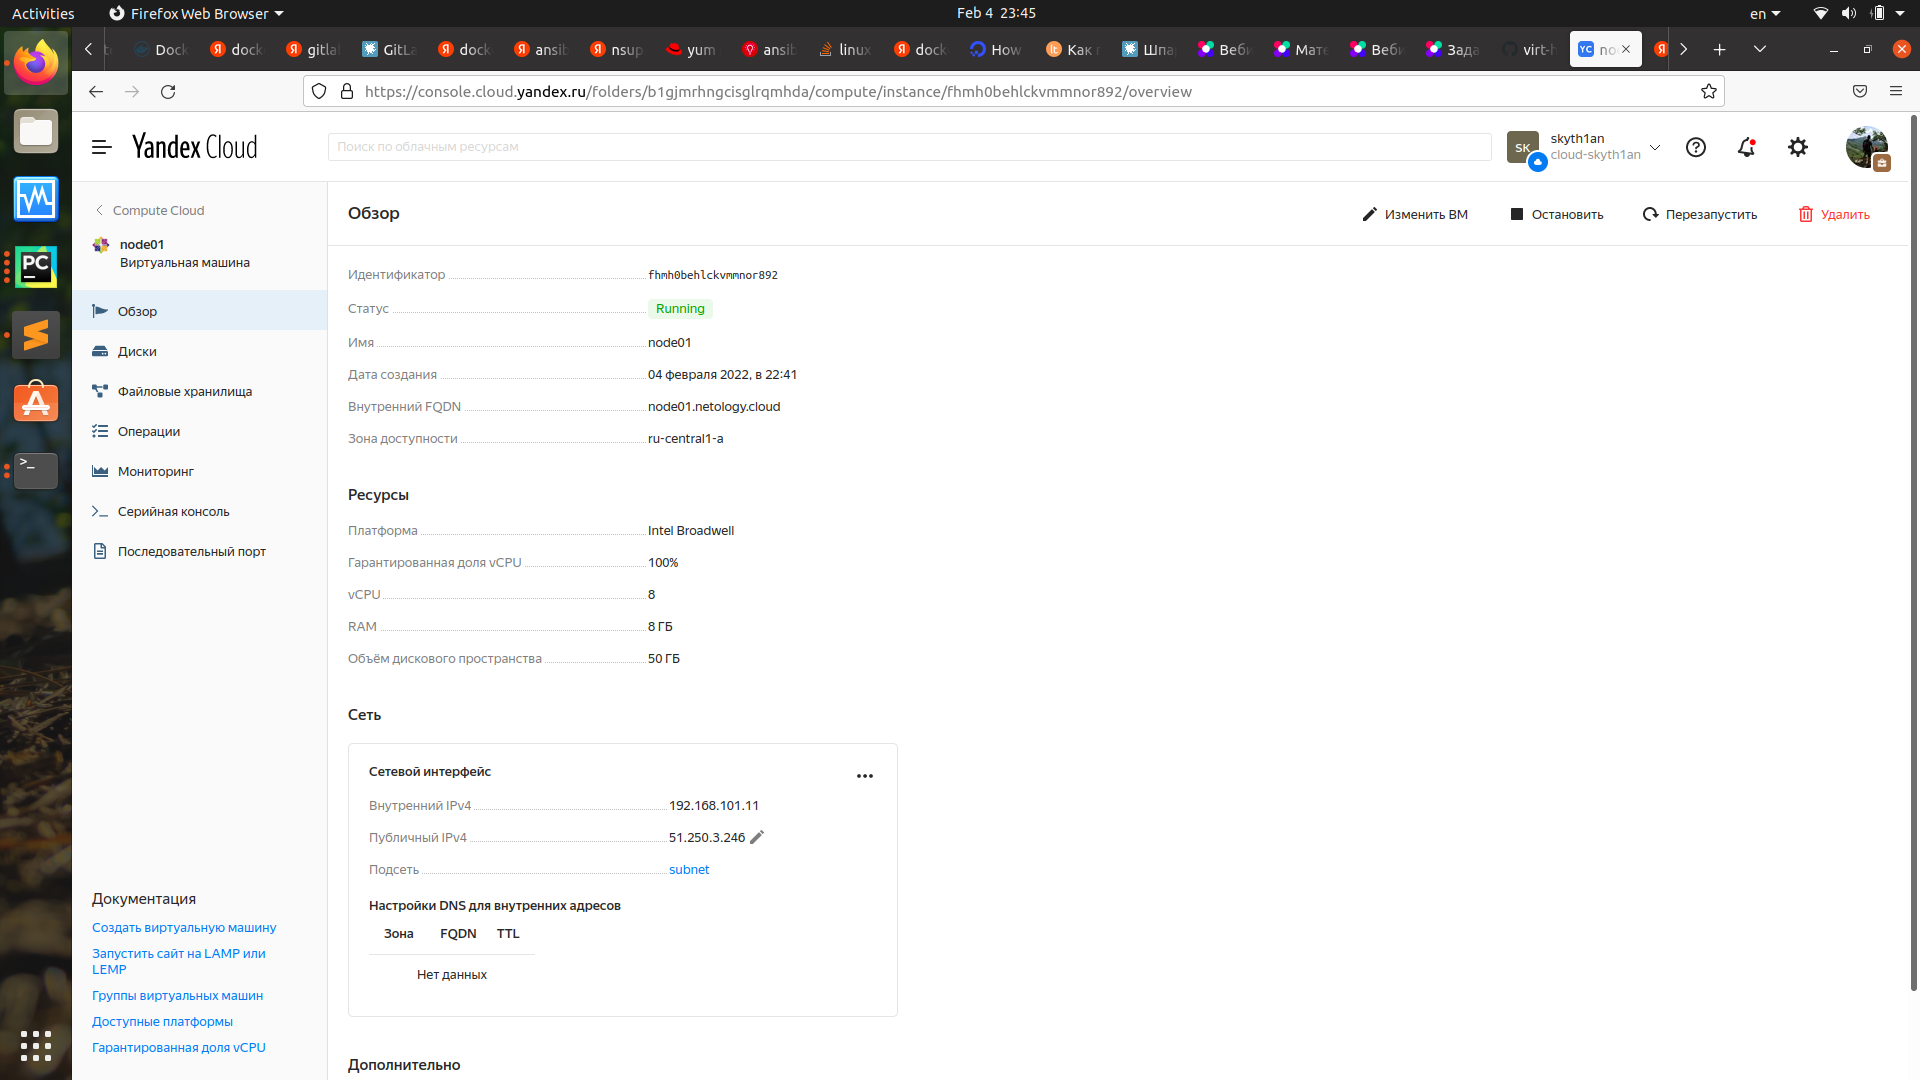 Activities
Firefox Web Browser
Feb 4 23:45
en
Dock
dock
gitla
GitLa
dock
ansib
nsup
yum
ansib
linux
dock
How
Как
Шпа
Веби
Мате
Веби
Зада
virt-h
YC no
https://console.cloud.yandex.ru/folders/b1gjmrhngcisglrqmhda/compute/instance/fhmh0behlckvmmnor892/overview
Yandex Cloud
Поиск по облачным ресурсам
SK
skyth1an
cloud-skyth1an
Compute Cloud
node01
Виртуальная машина
Обзор
Диски
Файловые хранилища
Операции
Мониторинг
Серийная консоль
Последовательный порт
Документация
Создать виртуальную машину
Запустить сайт на LAMP или
LEMP
Группы виртуальных машин
Доступные платформы
Гарантированная доля vCPU
Обзор
Изменить ВМ
Остановить
Перезапустить
Удалить
Идентификатор fhmh0behlckvmmnor892
Статус Running
Имя node01
Дата создания 04 февраля 2022, в 22:41
Внутренний FQDN node01.netology.cloud
Зона доступности ru-central1-a
Ресурсы
Платформа Intel Broadwell
Гарантированная доля vCPU 100%
vCPU 8
RAM 8 ГБ
Объём дискового пространства 50 ГБ
Сеть
Сетевой интерфейс
Внутренний IPv4 192.168.101.11
Публичный IPv4 51.250.3.246
Подсеть subnet
Настройки DNS для внутренних адресов
Зона FQDN TTL
Нет данных
Дополнительно
PC